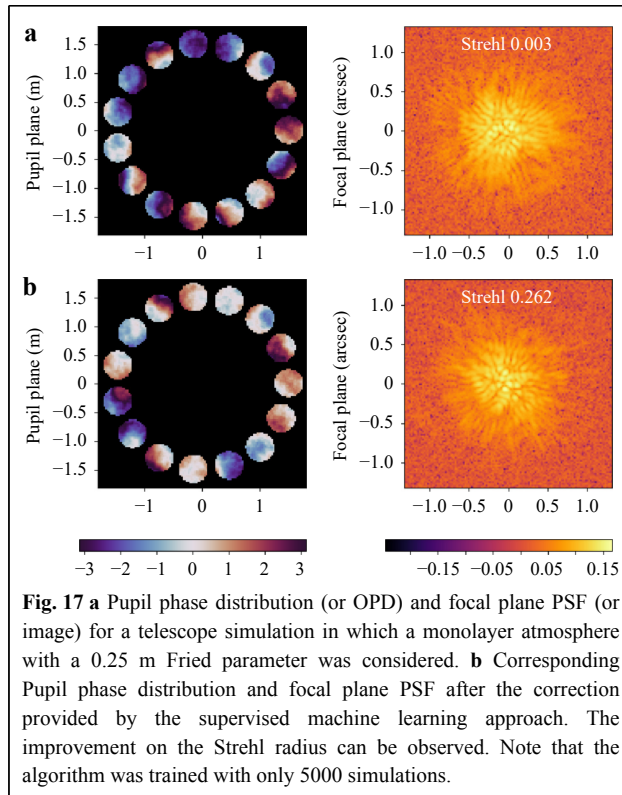 a
Pupil plane (m)
1.5
1.0
0.5
0
−0.5
−1.0
−1.5
−1 0 1
Focal plane (arcsec)
1.0
0.5
0
−0.5
−1.0
Strehl 0.003
−1.0 −0.5 0 0.5 1.0
b
Pupil plane (m)
1.5
1.0
0.5
0
−0.5
−1.0
−1.5
−1 0 1
Focal plane (arcsec)
1.0
0.5
0
−0.5
−1.0
Strehl 0.262
−1.0 −0.5 0 0.5 1.0
−3 −2 −1 0 1 2 3
−0.15 −0.05 0.05 0.15
Fig. 17 a Pupil phase distribution (or OPD) and focal plane PSF (or
image) for a telescope simulation in which a monolayer atmosphere
with a 0.25 m Fried parameter was considered. b Corresponding
Pupil phase distribution and focal plane PSF after the correction
provided by the supervised machine learning approach. The
improvement on the Strehl radius can be observed. Note that the
algorithm was trained with only 5000 simulations.